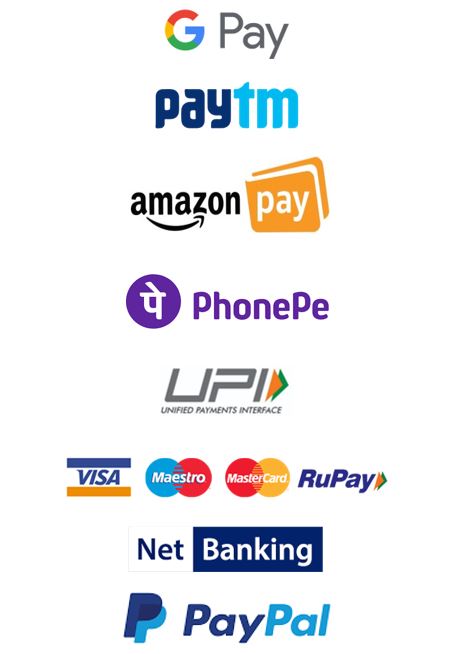 G Pay
paytm
amazon pay
पे PhonePe
UPI
UNIFIED PAYMENTS INTERFACE
VISA Maestro MasterCard RuPay
Net Banking
PayPal